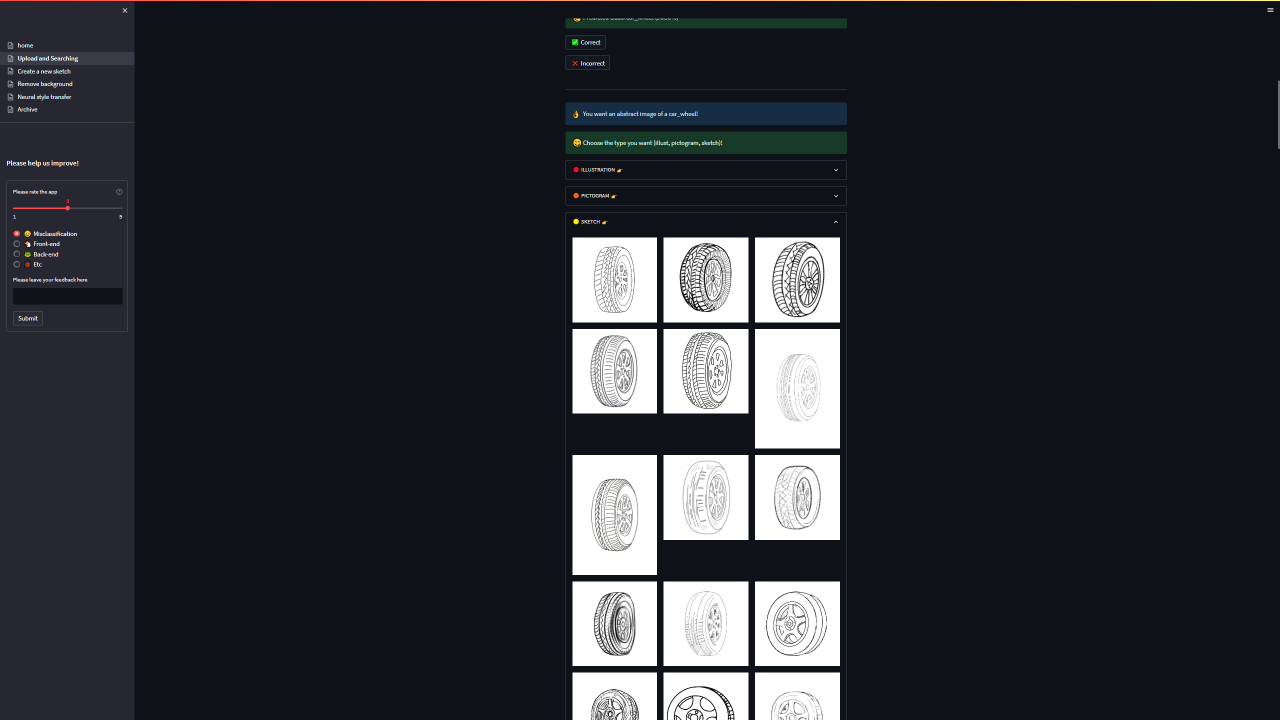 home
Upload and Searching
Create a new sketch
Remove background
Neural style transfer
Archive
Please help us improve!
Please rate the app
3
1 5
Misclassification
Front-end
Back-end
Etc
Please leave your feedback here
Submit
Correct
Incorrect
You want an abstract image of a car_wheel!
Choose the type you want (illust, pictogram, sketch)!
ILLUSTRATION
PICTOGRAM
SKETCH